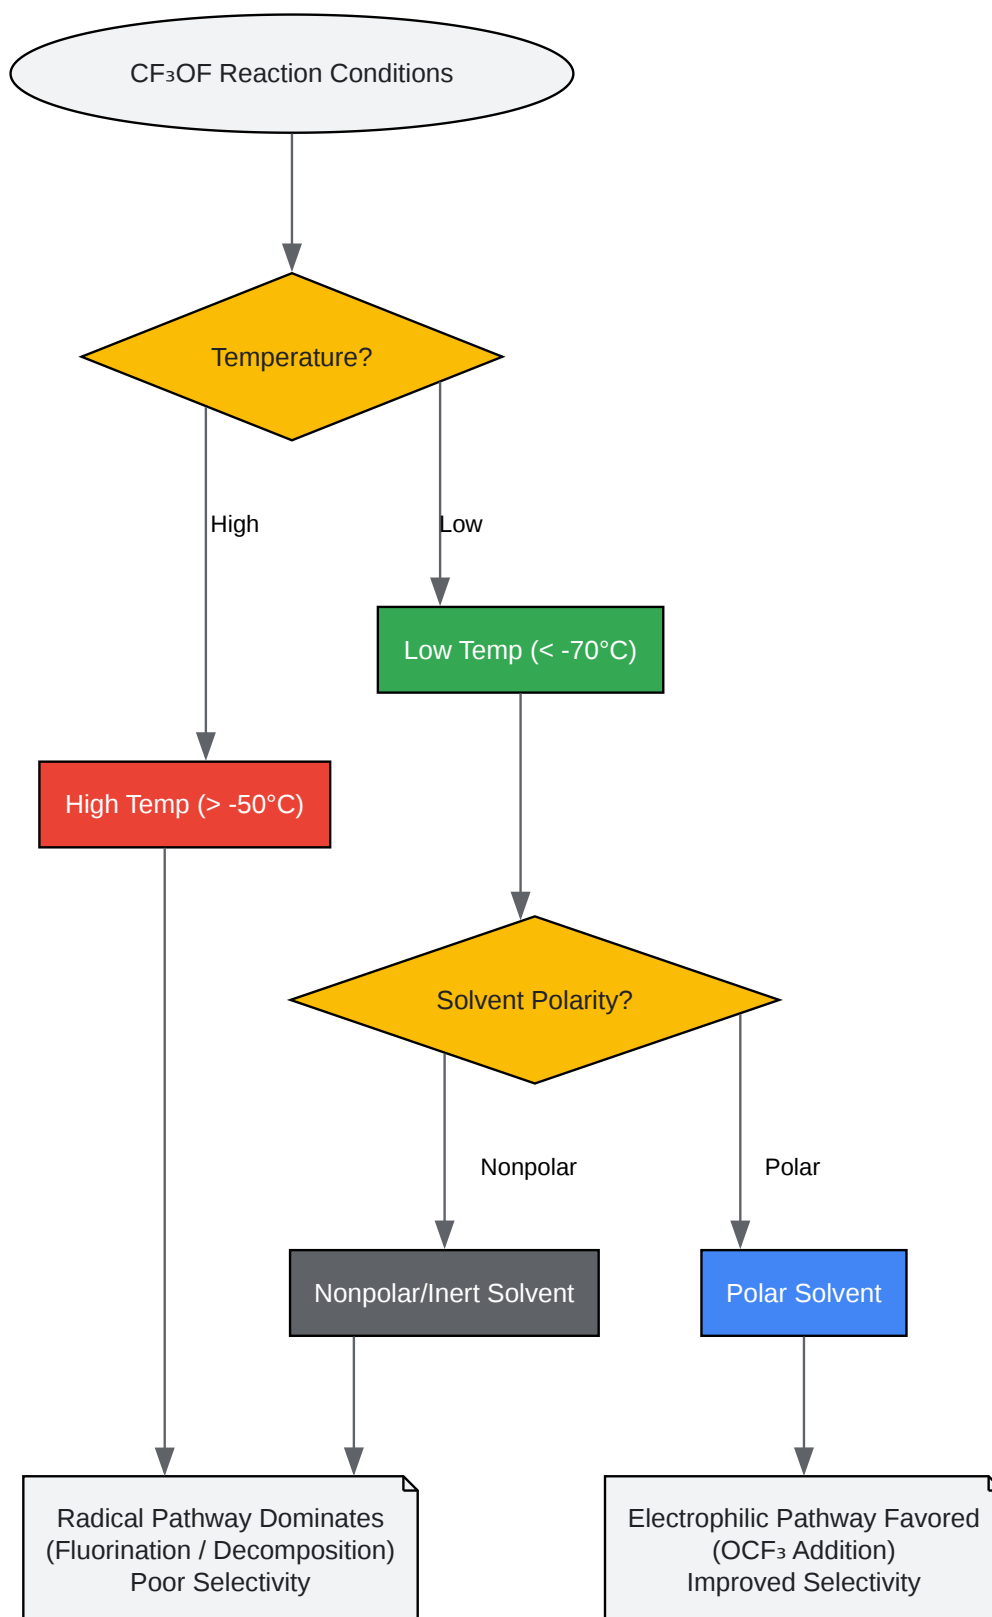 CF₃OF Reaction Conditions
Temperature?
High
Low
Low Temp (< -70°C)
High Temp (> -50°C)
Solvent Polarity?
Nonpolar
Polar
Nonpolar/Inert Solvent
Polar Solvent
Radical Pathway Dominates
(Fluorination / Decomposition)
Poor Selectivity
Electrophilic Pathway Favored
(OCF₃ Addition)
Improved Selectivity